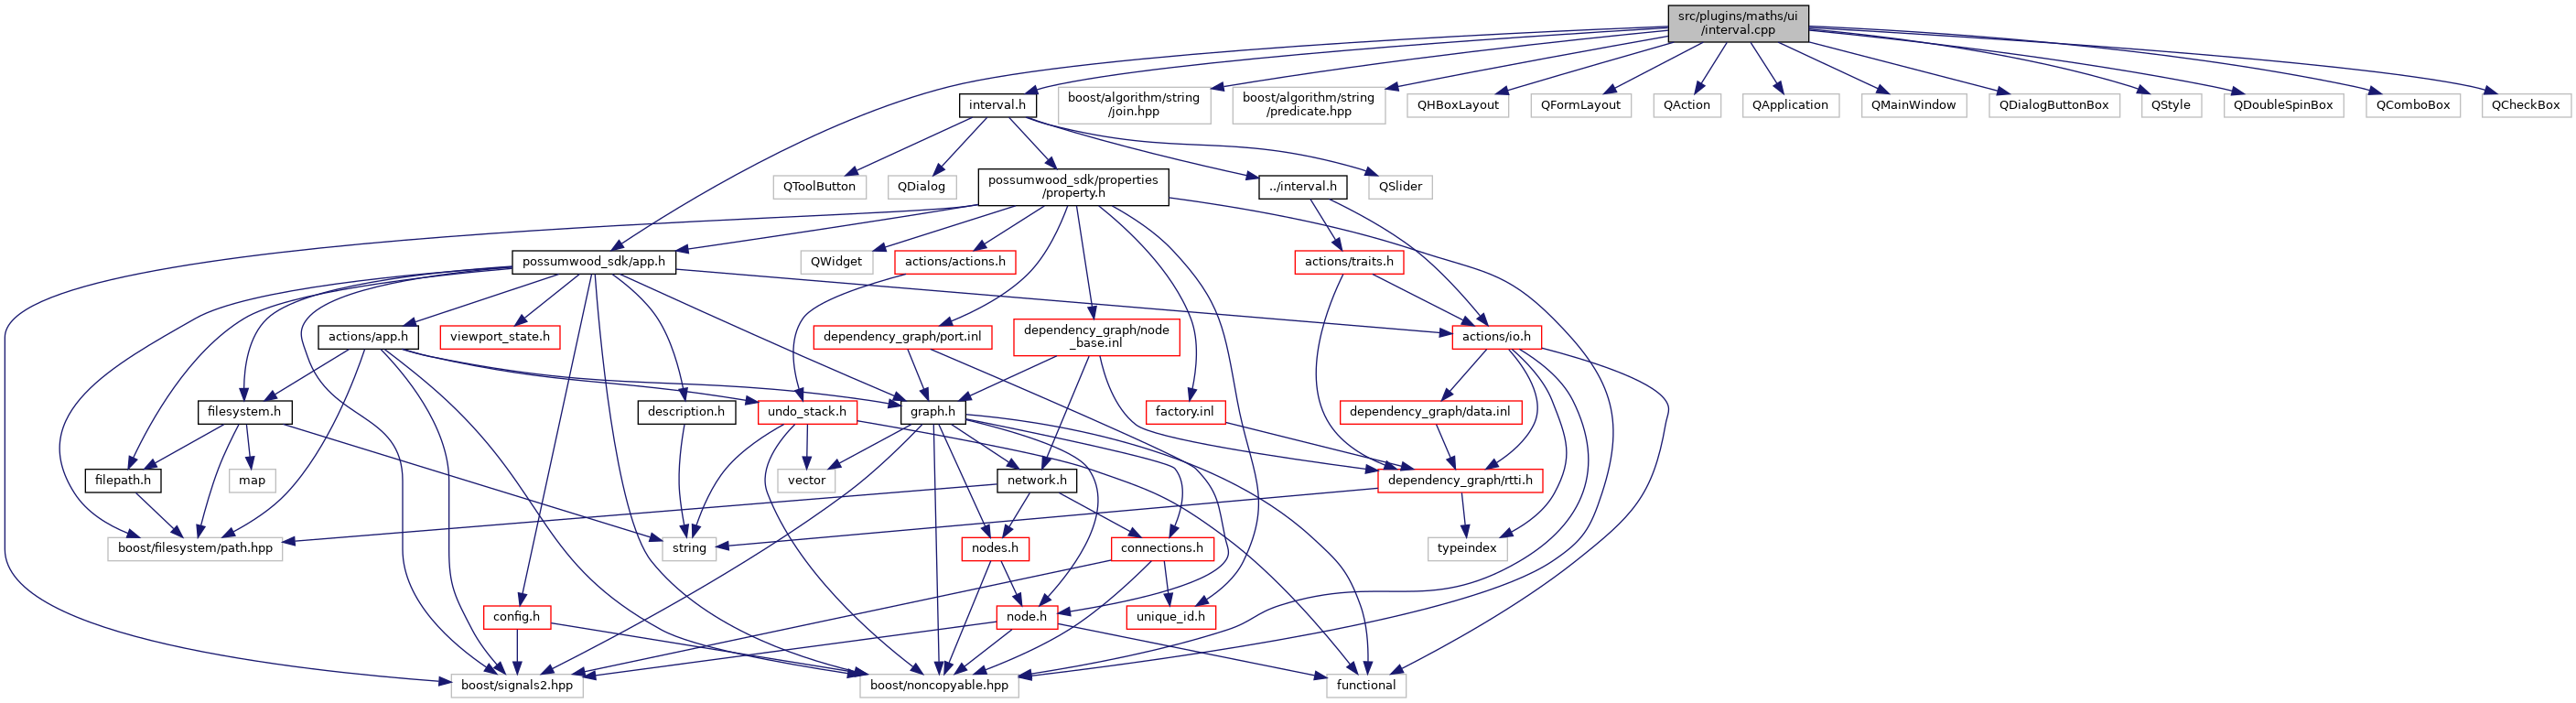 src/plugins/maths/ui
/interval.cpp
interval.h
boost/algorithm/string
/join.hpp
boost/algorithm/string
/predicate.hpp
QHBoxLayout
QFormLayout
QAction
QApplication
QMainWindow
QDialogButtonBox
QStyle
QDoubleSpinBox
QComboBox
QCheckBox
QToolButton
QDialog
possumwood_sdk/properties
/property.h
../interval.h
QSlider
possumwood_sdk/app.h
QWidget
actions/actions.h
actions/traits.h
actions/app.h
viewport_state.h
dependency_graph/port.inl
dependency_graph/node
_base.inl
actions/io.h
filesystem.h
description.h
undo_stack.h
graph.h
factory.inl
dependency_graph/data.inl
filepath.h
map
vector
network.h
dependency_graph/rtti.h
boost/filesystem/path.hpp
string
nodes.h
connections.h
typeindex
config.h
node.h
unique_id.h
boost/signals2.hpp
boost/noncopyable.hpp
functional